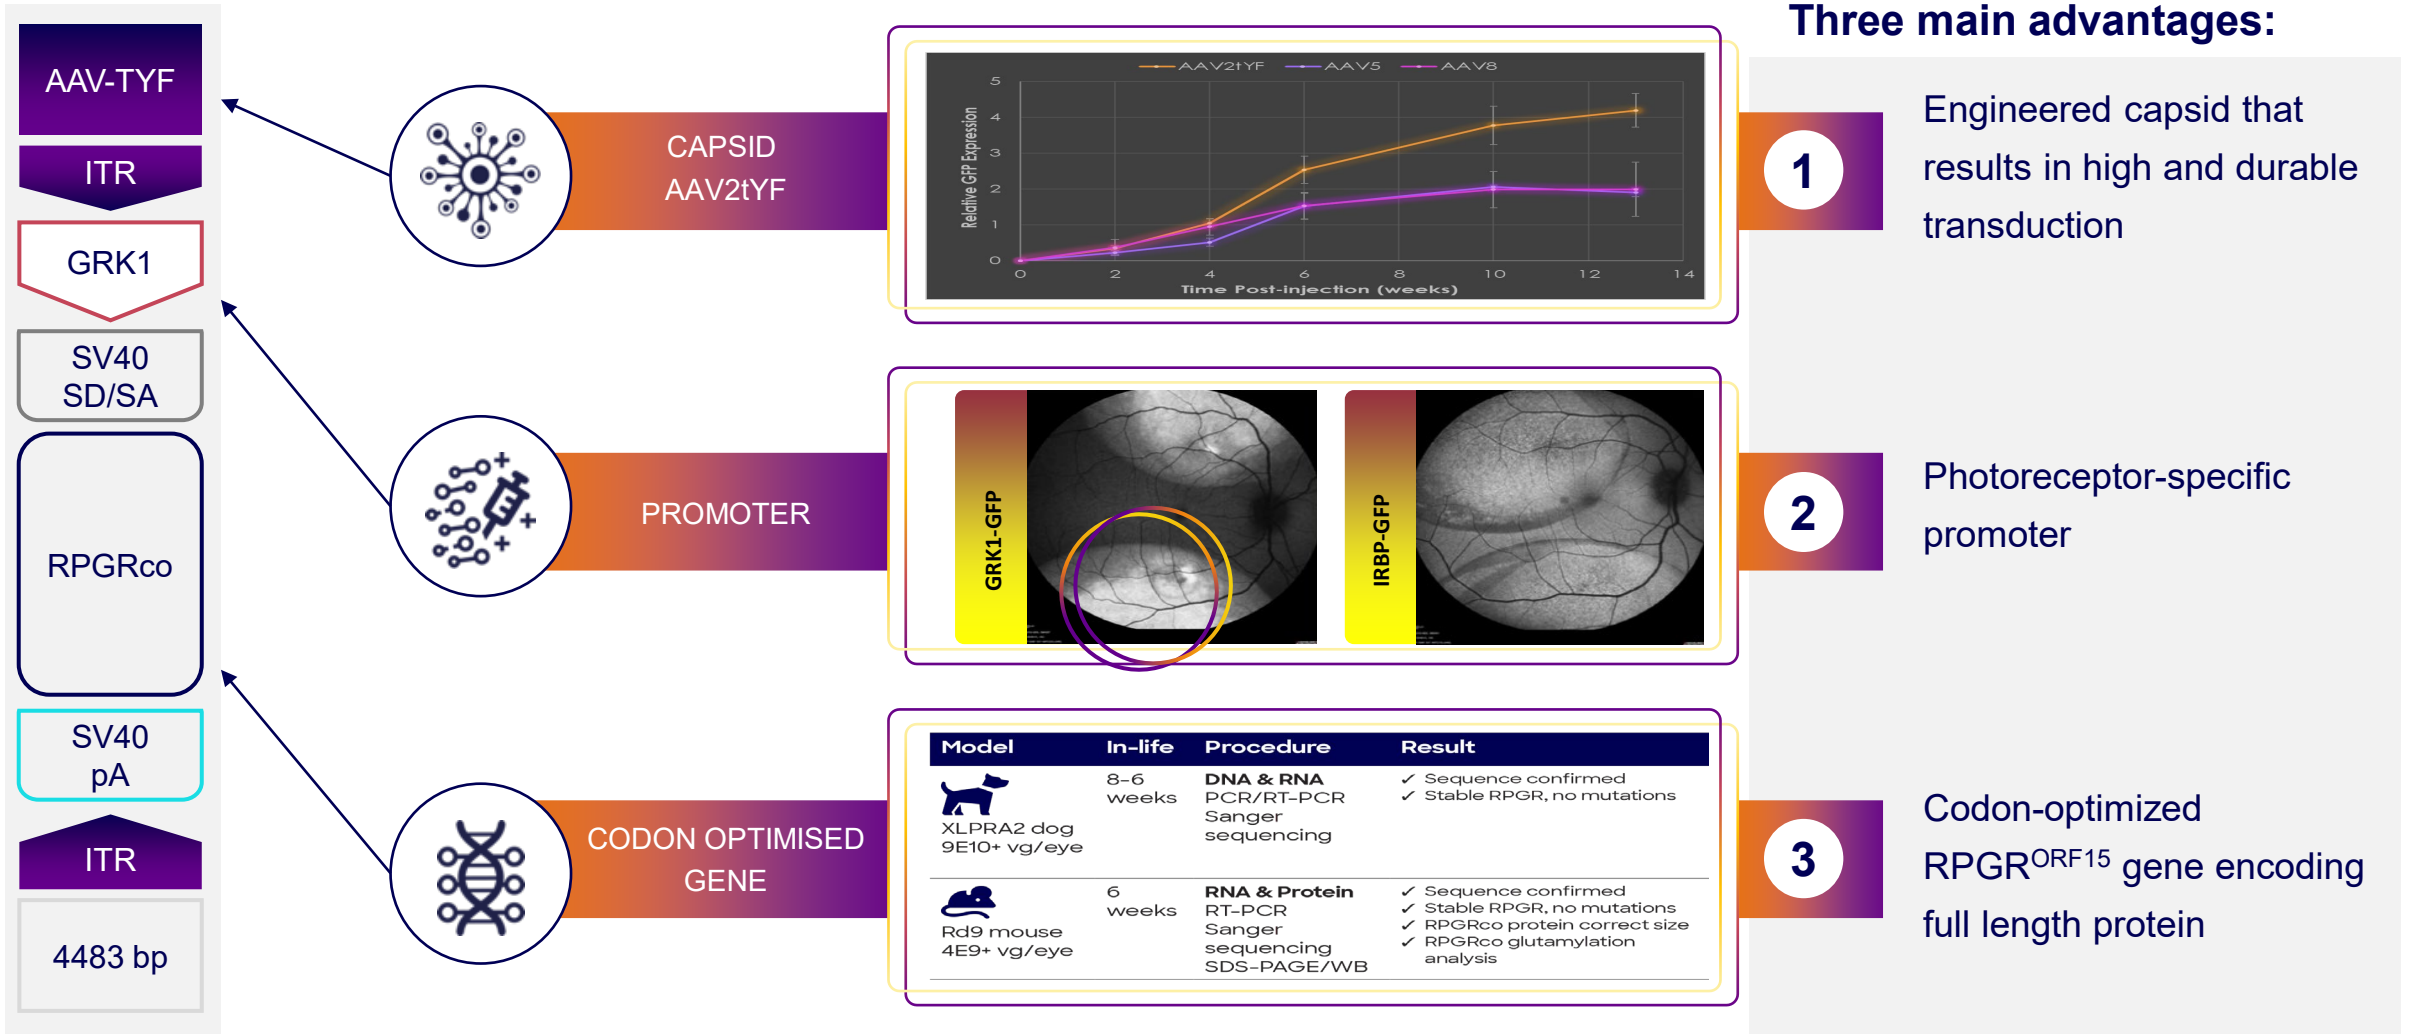 Three main advantages:
AAV-TYF
ITR
GRK1
SV40
SD/SA
RPGRco
SV40
pA
ITR
4483 bp
CAPSID
AAV2tYF
AAV2tYF
AAV5
AAV8
Relative GFP Expression
5
4
3
2
1
0
0
2
4
6
8
10
12
14
Time Post-injection (weeks)
1
Engineered capsid that
results in high and durable
transduction
PROMOTER
GRK1-GFP
IRBP-GFP
2
Photoreceptor-specific
promoter
CODON OPTIMISED
GENE
Model In-life Procedure Result
XLPRA2 dog
9E10+ vg/eye
8-6
weeks
DNA & RNA
PCR/RT-PCR
Sanger
sequencing
✓ Sequence confirmed
✓ Stable RPGR, no mutations
Rd9 mouse
4E9+ vg/eye
6
weeks
RNA & Protein
RT-PCR
Sanger
sequencing
SDS-PAGE/WB
✓ Sequence confirmed
✓ Stable RPGR, no mutations
✓ RPGRco protein correct size
✓ RPGRco glutamylation
analysis
3
Codon-optimized
RPGRORF15 gene encoding
full length protein